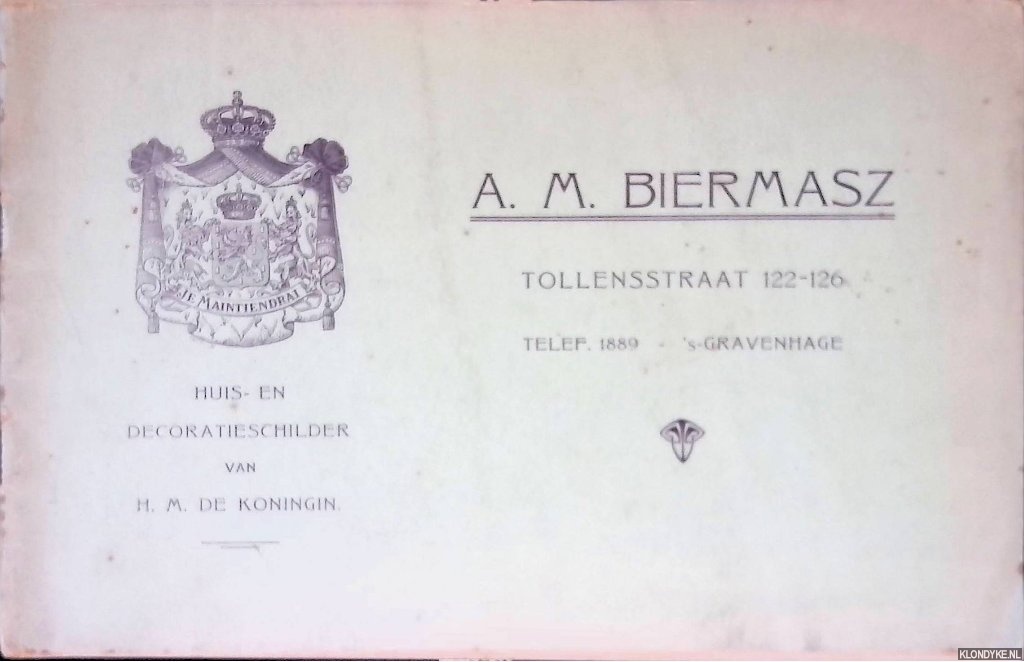 JE MAINTIENDRAI
HUIS- EN
DECORATIESCHILDER
VAN
H. M. DE KONINGIN.
A. M. BIERMASZ
TOLLENSSTRAAT 122-126
TELEF. 1889 - 's-GRAVENHAGE
KLONDYKE.NL